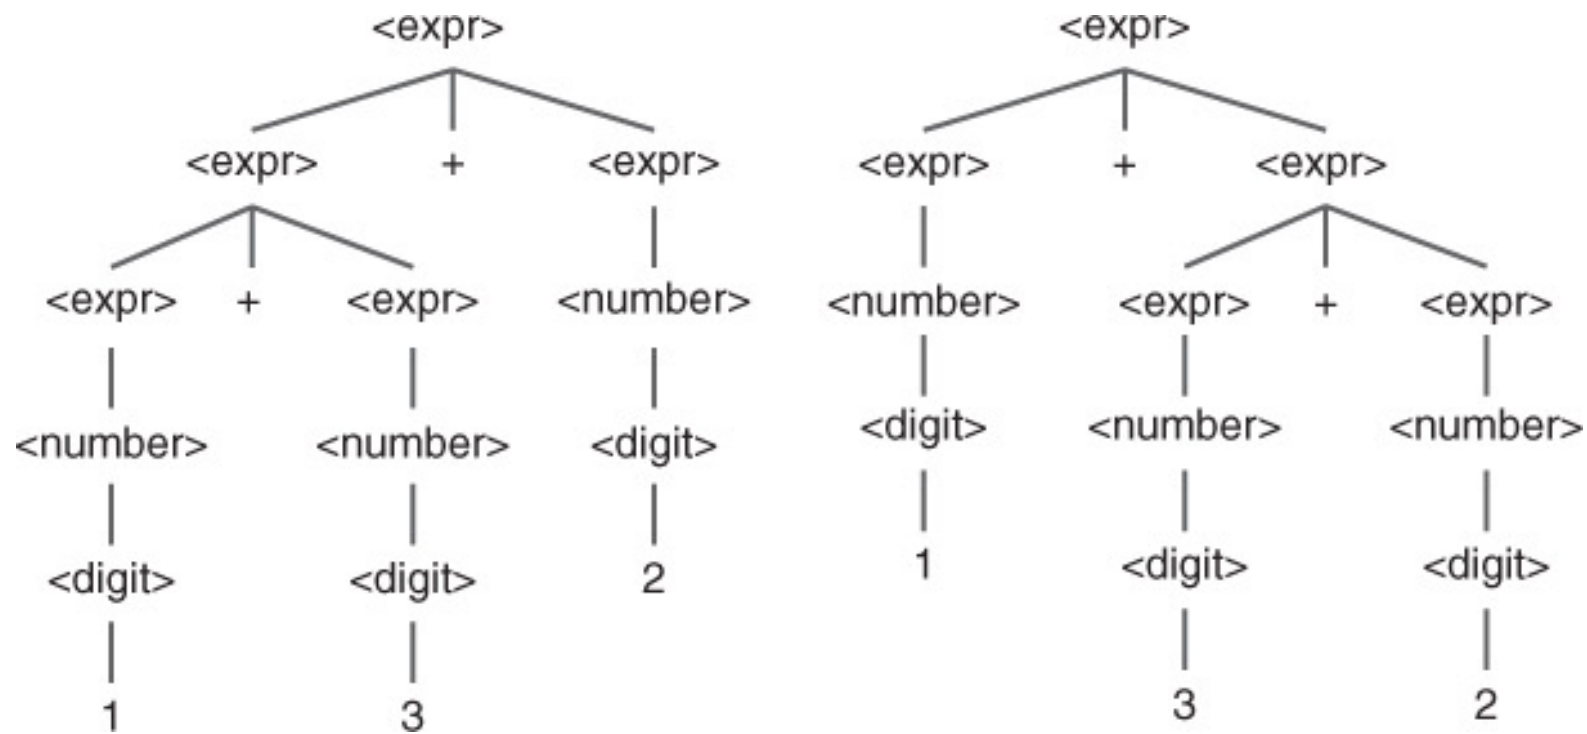 <expr> <expr>
<expr> + <expr> <expr> + <expr>
<expr> + <expr> <number> <number> <expr> + <expr>
<number> <number> <digit> <digit> <number> <number>
<digit> <digit> 2 1 <digit> <digit>
1 3 3 2